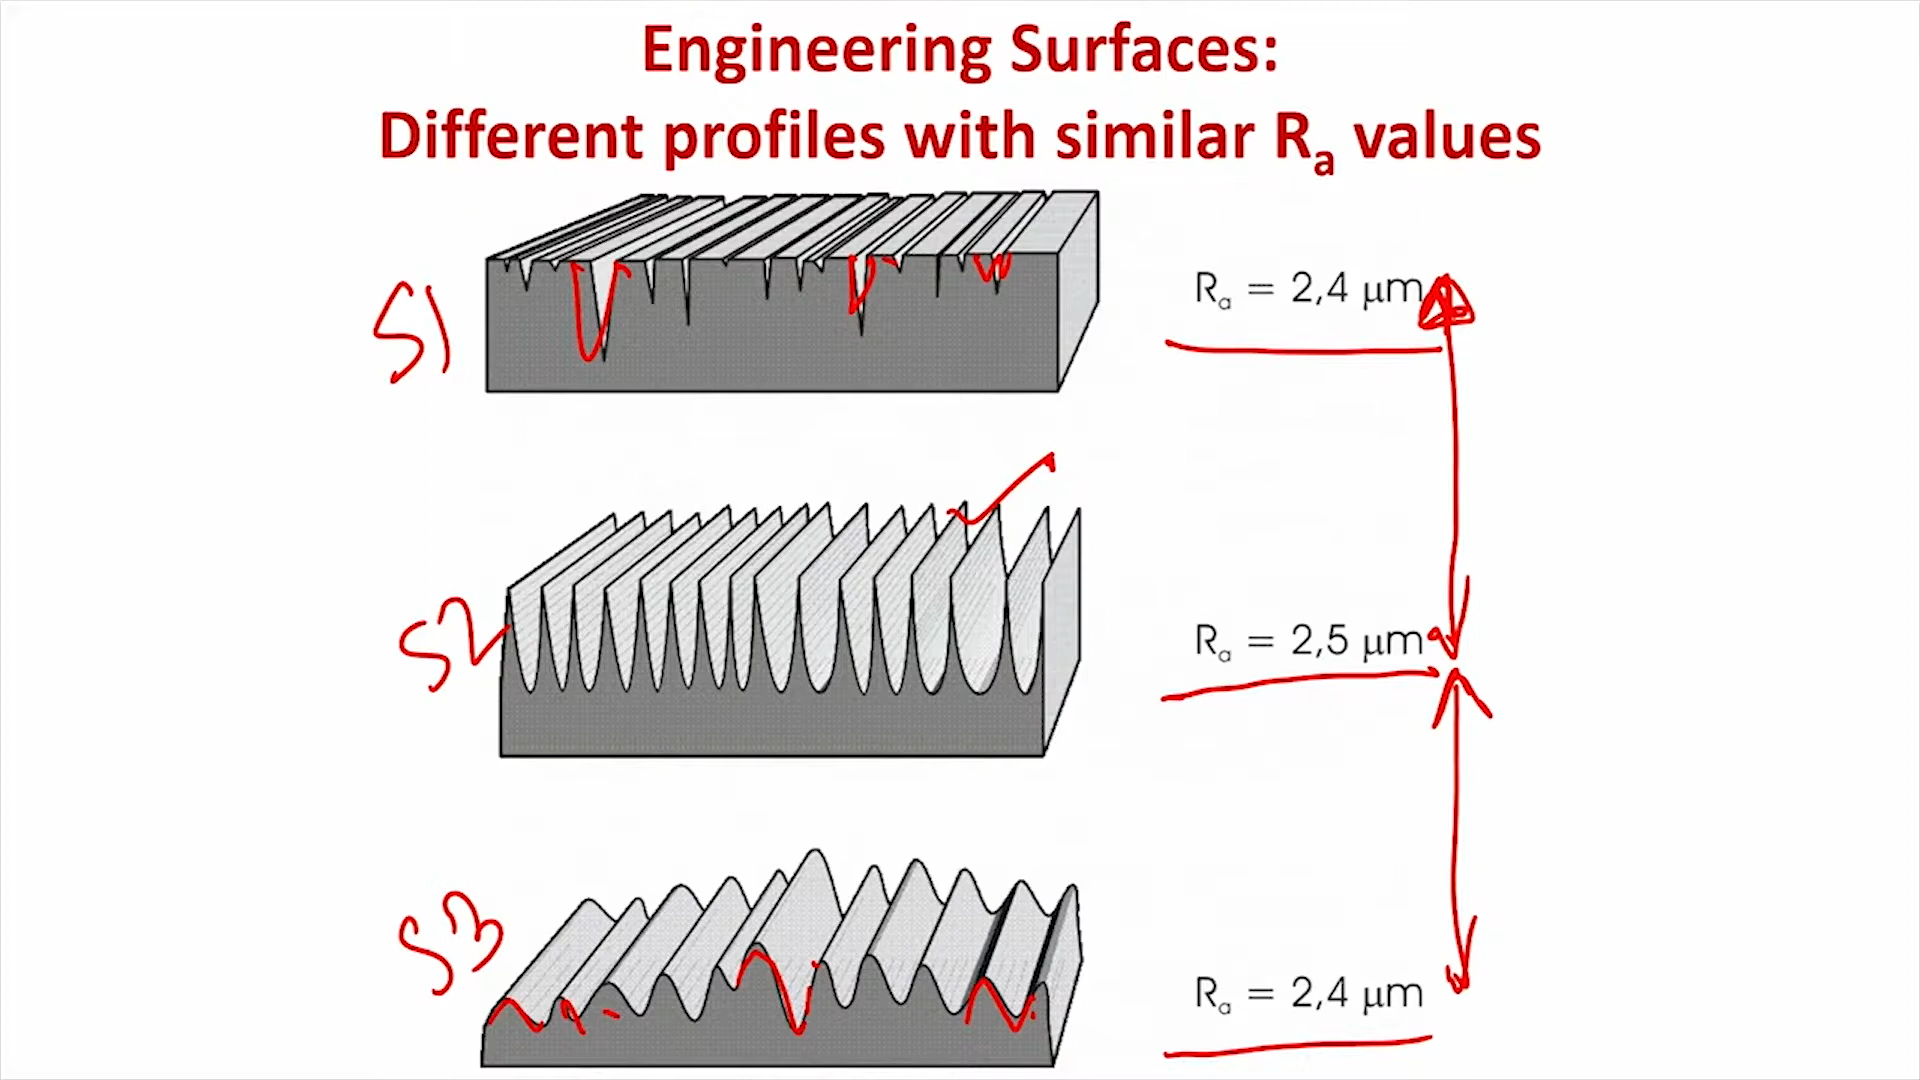 Engineering Surfaces:
Different profiles with similar Ra values
S1
Ra = 2,4 µm
S2
Ra = 2,5 µm
S3
Ra = 2,4 µm